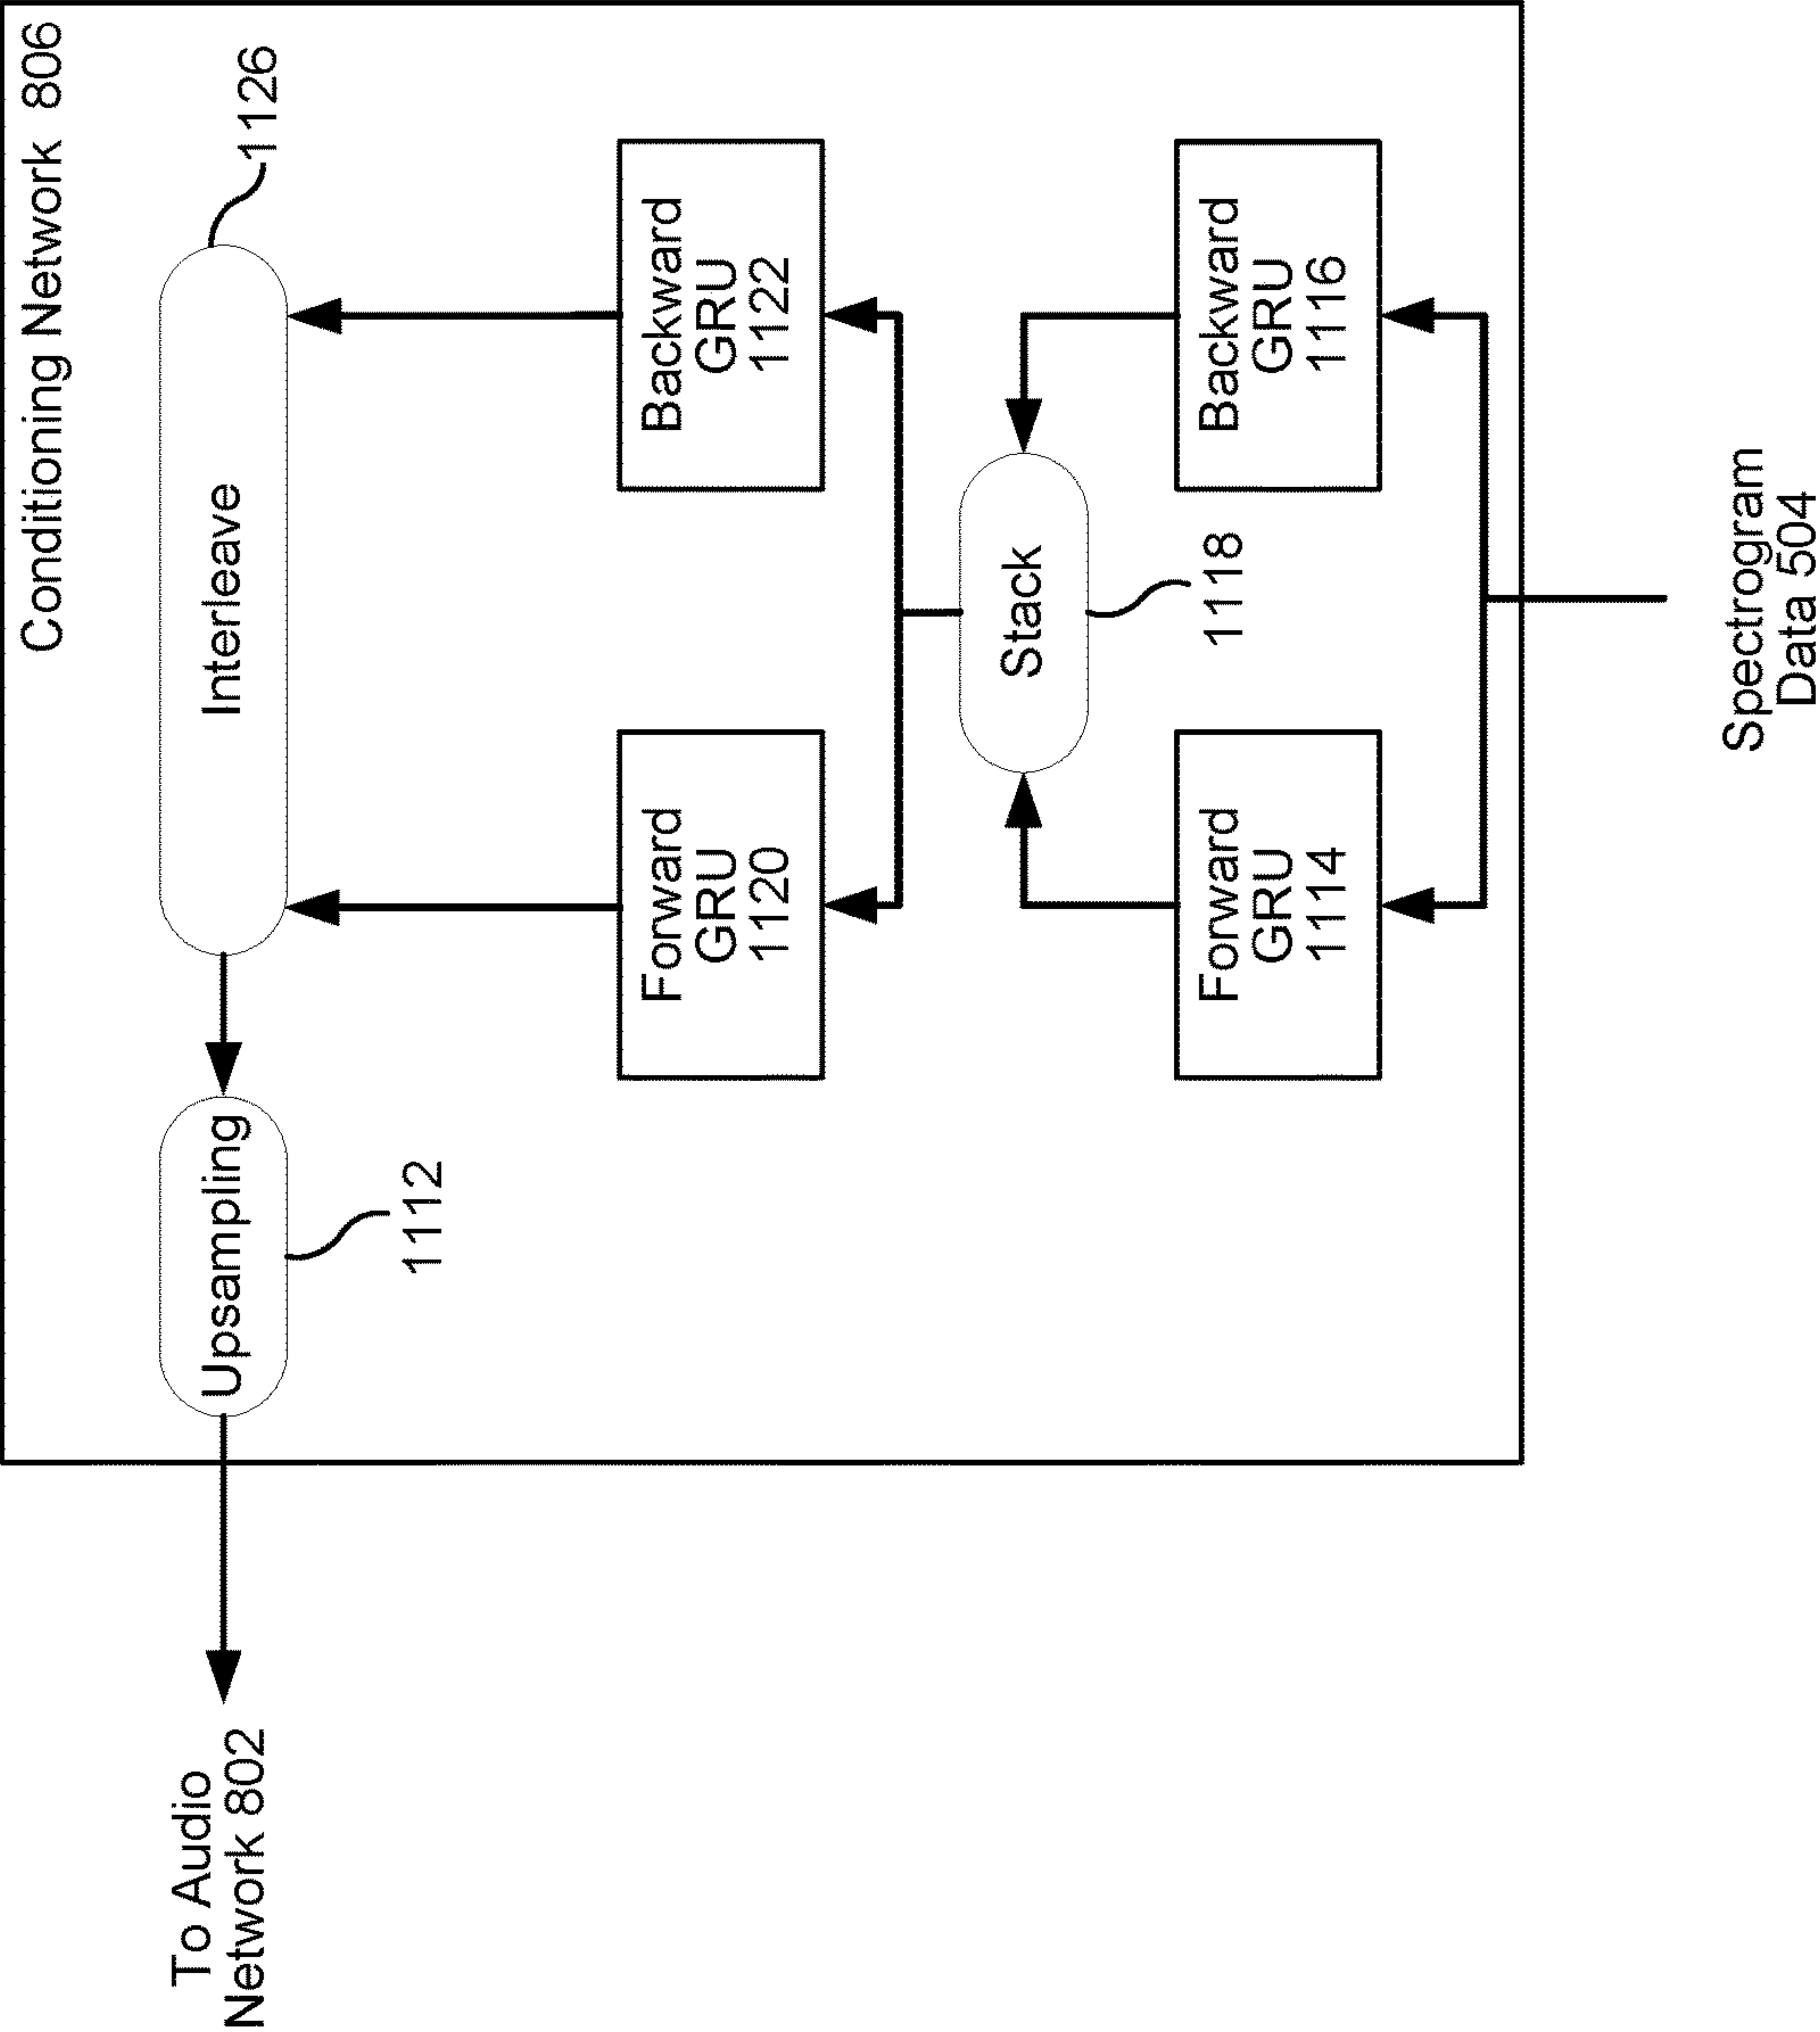 Conditioning Network 806
To Audio
Network 802
Upsampling
1112
Interleave
1126
Forward
GRU
1120
Backward
GRU
1122
Stack
1118
Forward
GRU
1114
Backward
GRU
1116
Spectrogram
Data 504